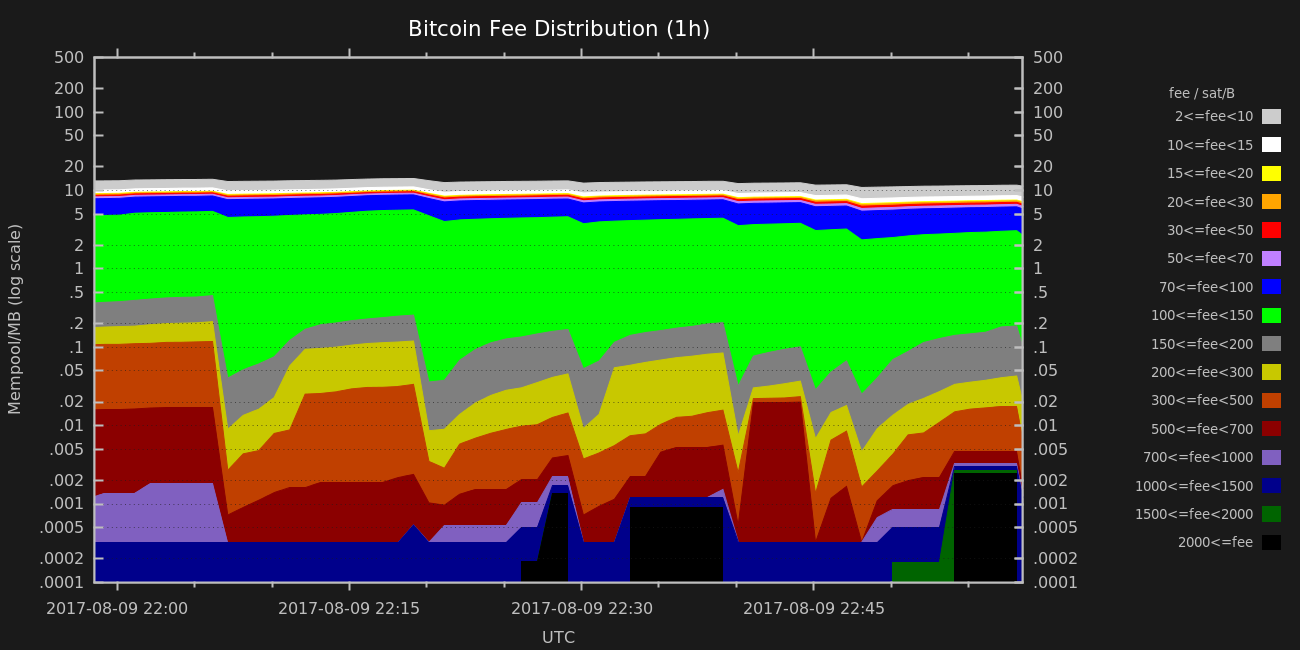 Bitcoin Fee Distribution (1h)
500 500
200 200
100 100
50 50
20 20
10 10
5 5
2 2
1 1
.5 .5
.2 .2
.1 .1
.05 .05
.02 .02
.01 .01
.005 .005
.002 .002
.001 .001
.0005 .0005
.0002 .0002
.0001 .0001
Mempool/MB (log scale)
2017-08-09 22:00 2017-08-09 22:15 2017-08-09 22:30 2017-08-09 22:45
UTC
fee / sat/B
2<=fee<10
10<=fee<15
15<=fee<20
20<=fee<30
30<=fee<50
50<=fee<70
70<=fee<100
100<=fee<150
150<=fee<200
200<=fee<300
300<=fee<500
500<=fee<700
700<=fee<1000
1000<=fee<1500
1500<=fee<2000
2000<=fee